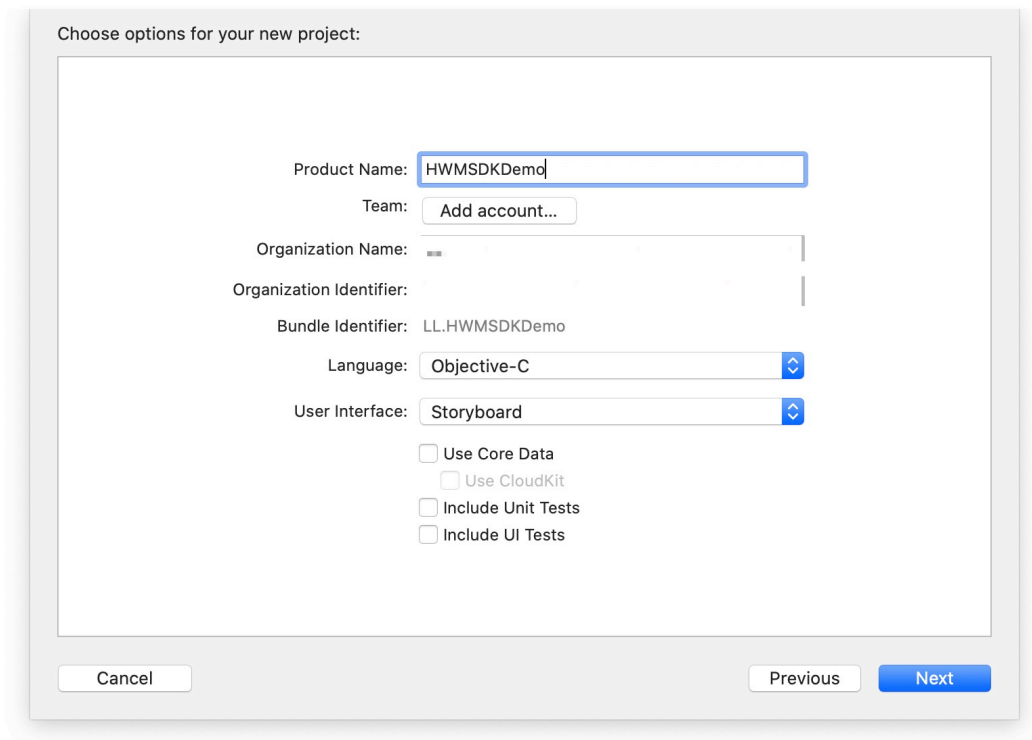 Choose options for your new project:
Product Name: HWMSDKDemo
Team: Add account...
Organization Name:
Organization Identifier:
Bundle Identifier: LL.HWMSDKDemo
Language: Objective-C
User Interface: Storyboard
Use Core Data
Use CloudKit
Include Unit Tests
Include UI Tests
Cancel Previous Next